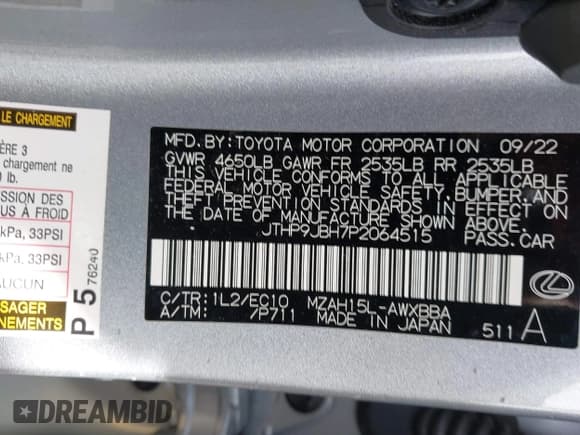 LE CHARGEMENT
ÈRE 3
chargement ne
lb.
SSION DES
US À FROID
kPa, 33PSI
kPa, 33PSI
AUCUN
SAGER
NEMENTS
P 5
76240
MFD.BY:TOYOTA MOTOR CORPORATION 09/22
GVWR 4650LB GAWR FR 2535LB RR 2535LB
THIS VEHICLE CONFORMS TO ALL APPLICABLE
FEDERAL MOTOR VEHICLE SAFETY,BUMPER,AND
THEFT PREVENTION STANDARDS IN EFFECT
ON THE DATE OF MANUFACTURE SHOWN ABOVE.
JTHP9JBH7P2064515 PASS.CAR
C/TR:1L2/EC10 MZAH15L-AWXBBA
A/TM: 7P711 MADE IN JAPAN 511 A
DREAMBID